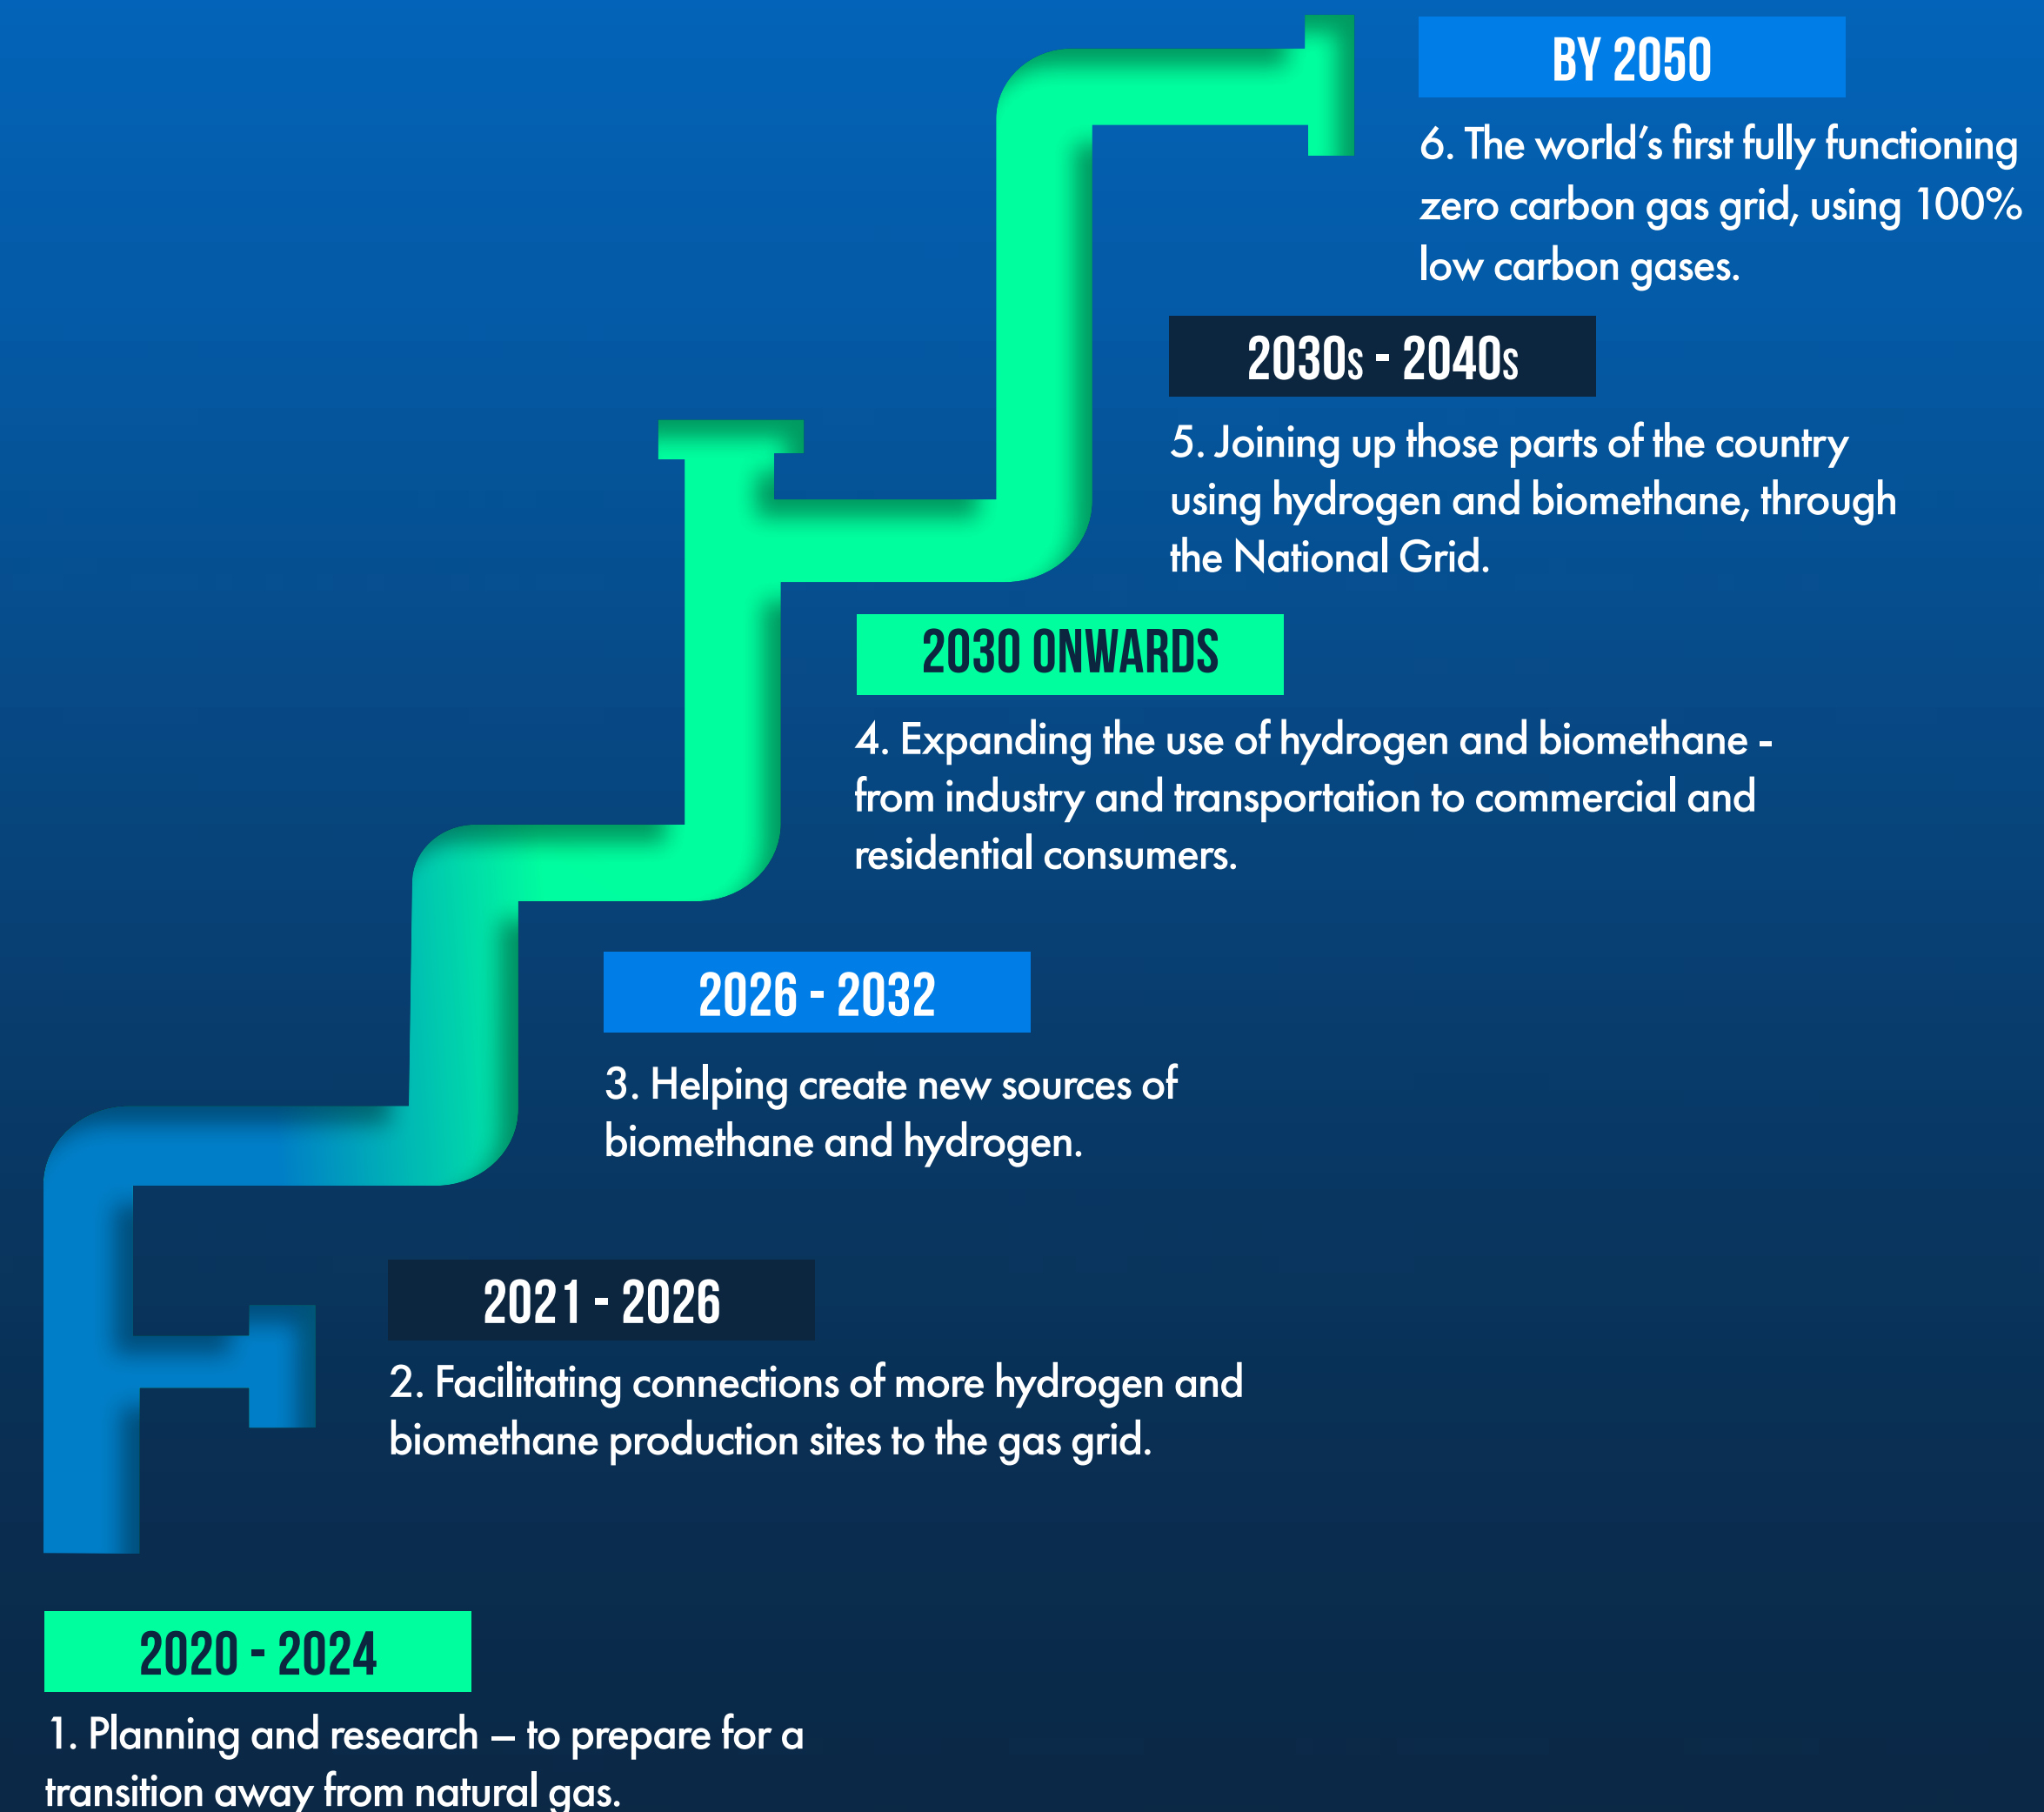 BY 2050
6. The world's first fully functioning
zero carbon gas grid, using 100%
low carbon gases.
2030s - 2040s
5. Joining up those parts of the country
using hydrogen and biomethane, through
the National Grid.
2030 ONWARDS
4. Expanding the use of hydrogen and biomethane -
from industry and transportation to commercial and
residential consumers.
2026 - 2032
3. Helping create new sources of
biomethane and hydrogen.
2021 - 2026
2. Facilitating connections of more hydrogen and
biomethane production sites to the gas grid.
2020 - 2024
1. Planning and research – to prepare for a
transition away from natural gas.